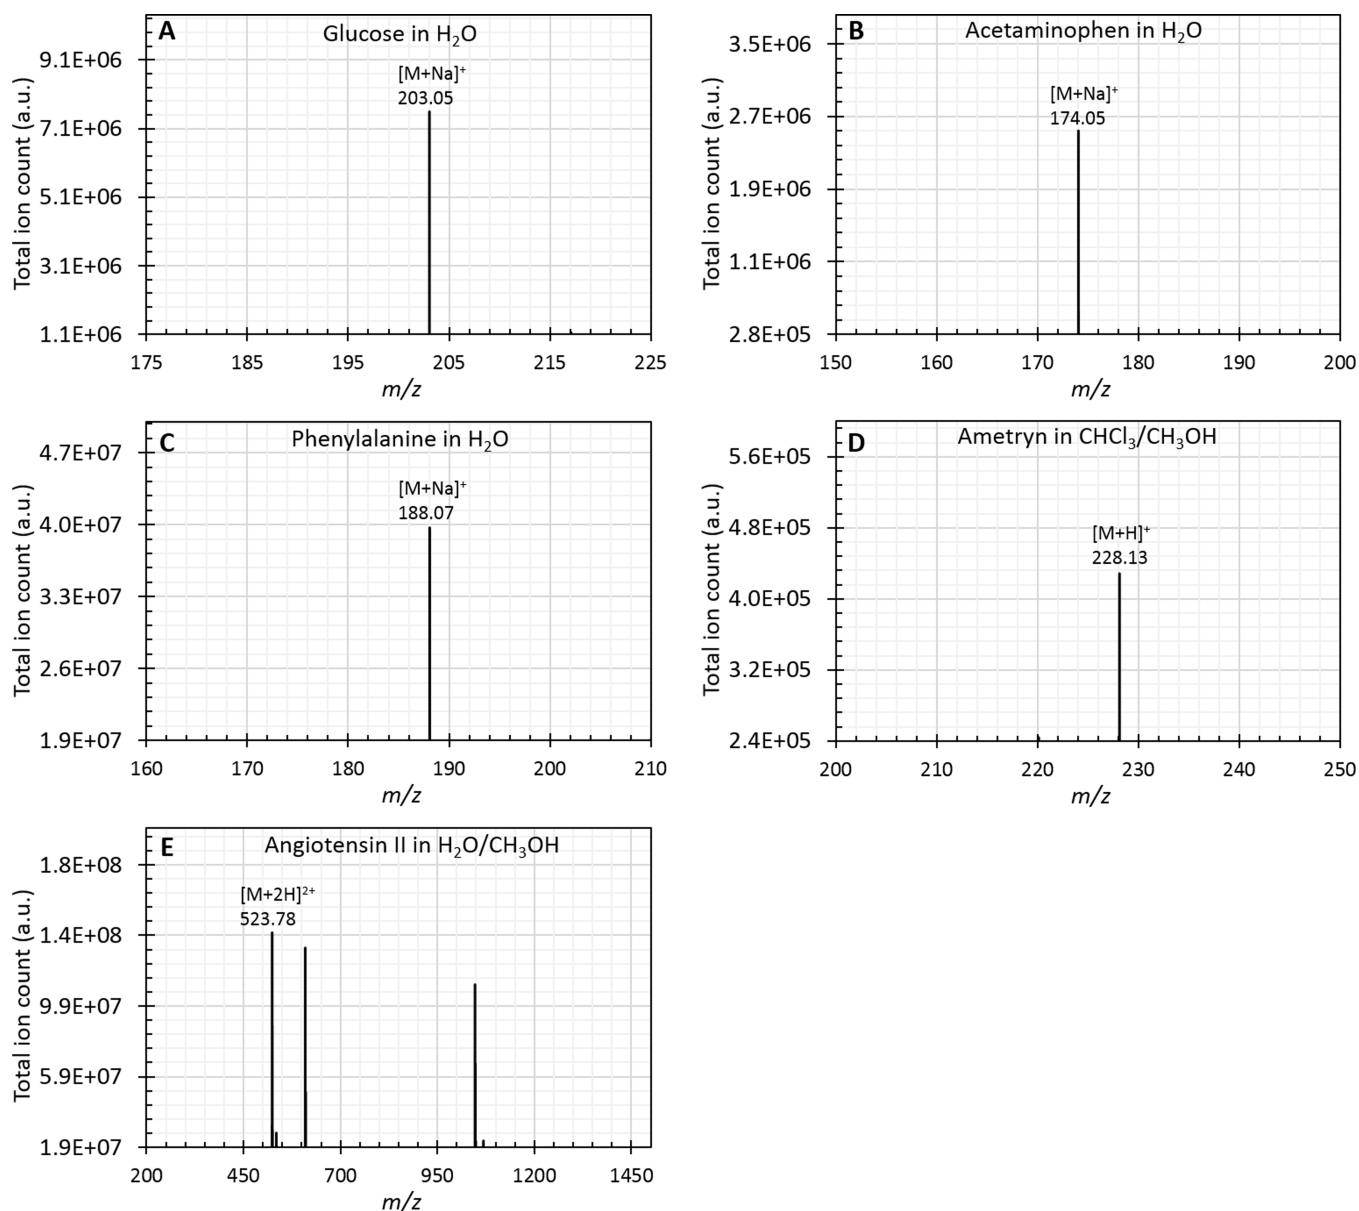 A
Glucose in H₂O
[M+Na]⁺
203.05
Total ion count (a.u.)
9.1E+06
7.1E+06
5.1E+06
3.1E+06
1.1E+06
175 185 195 205 215 225
m/z
B
Acetaminophen in H₂O
[M+Na]⁺
174.05
Total ion count (a.u.)
3.5E+06
2.7E+06
1.9E+06
1.1E+06
2.8E+05
150 160 170 180 190 200
m/z
C
Phenylalanine in H₂O
[M+Na]⁺
188.07
Total ion count (a.u.)
4.7E+07
4.0E+07
3.3E+07
2.6E+07
1.9E+07
160 170 180 190 200 210
m/z
D
Ametryn in CHCl₃/CH₃OH
[M+H]⁺
228.13
Total ion count (a.u.)
5.6E+05
4.8E+05
4.0E+05
3.2E+05
2.4E+05
200 210 220 230 240 250
m/z
E
Angiotensin II in H₂O/CH₃OH
[M+2H]²⁺
523.78
Total ion count (a.u.)
1.8E+08
1.4E+08
9.9E+07
5.9E+07
1.9E+07
200 450 700 950 1200 1450
m/z